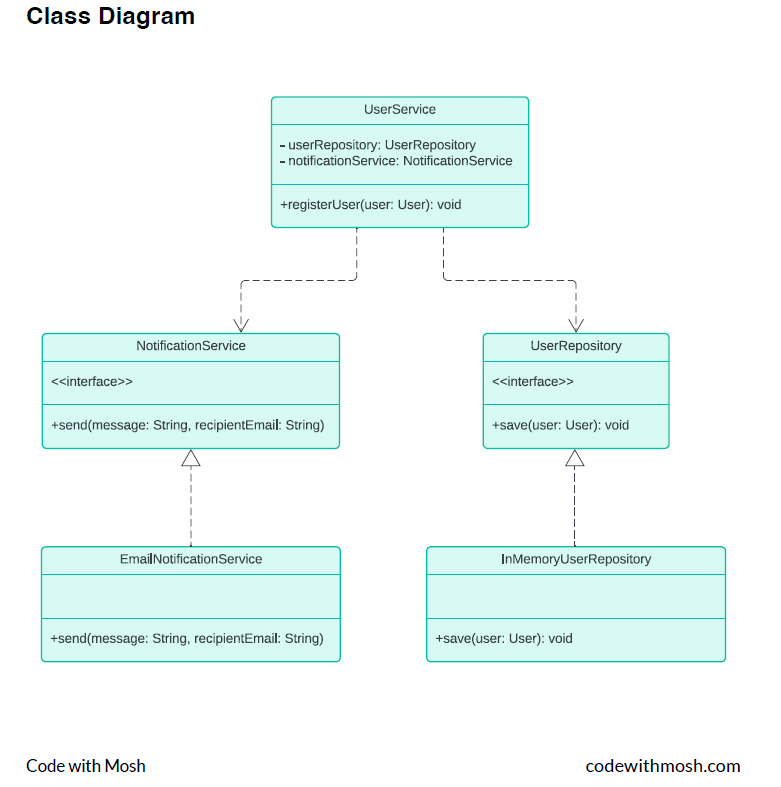 Class Diagram
UserService
- userRepository: UserRepository
- notificationService: NotificationService
+registerUser(user: User): void
NotificationService
<<interface>>
+send(message: String, recipientEmail: String)
UserRepository
<<interface>>
+save(user: User): void
EmailNotificationService
+send(message: String, recipientEmail: String)
InMemoryUserRepository
+save(user: User): void
Code with Mosh
codewithmosh.com